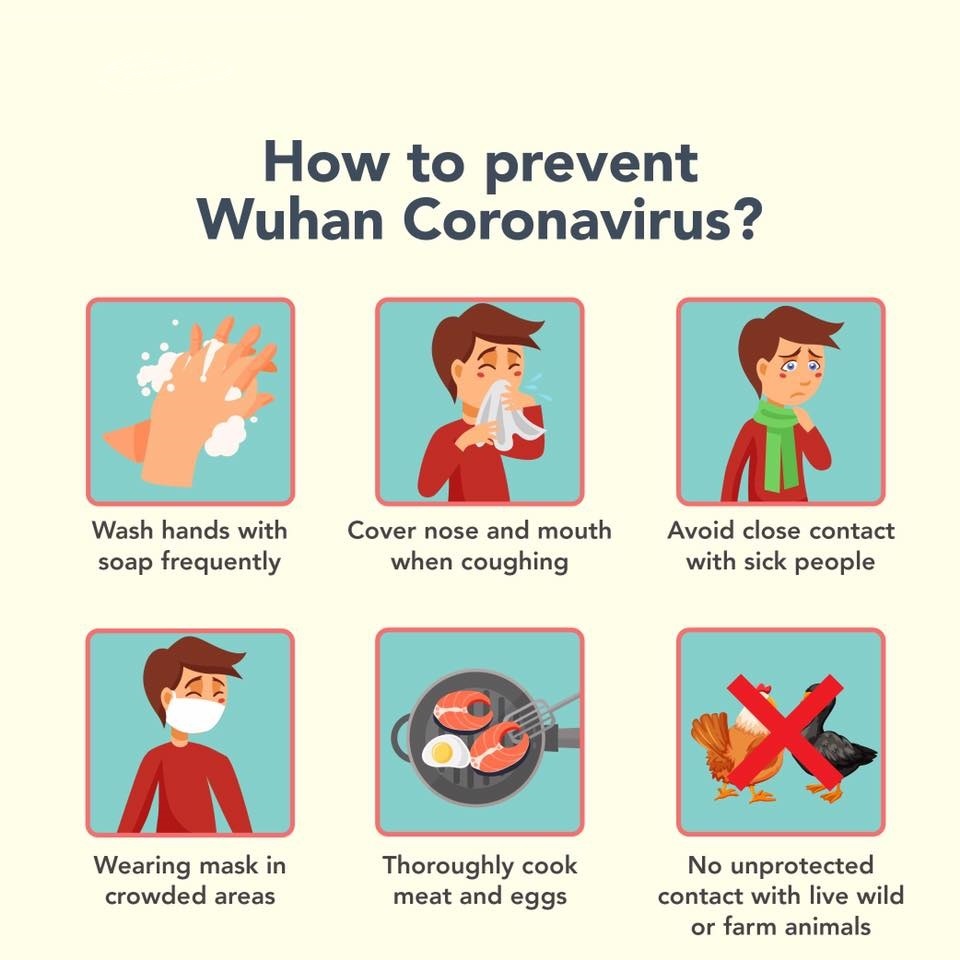 How to prevent
Wuhan Coronavirus?
Wash hands with
soap frequently
Cover nose and mouth
when coughing
Avoid close contact
with sick people
Wearing mask in
crowded areas
Thoroughly cook
meat and eggs
No unprotected
contact with live wild
or farm animals